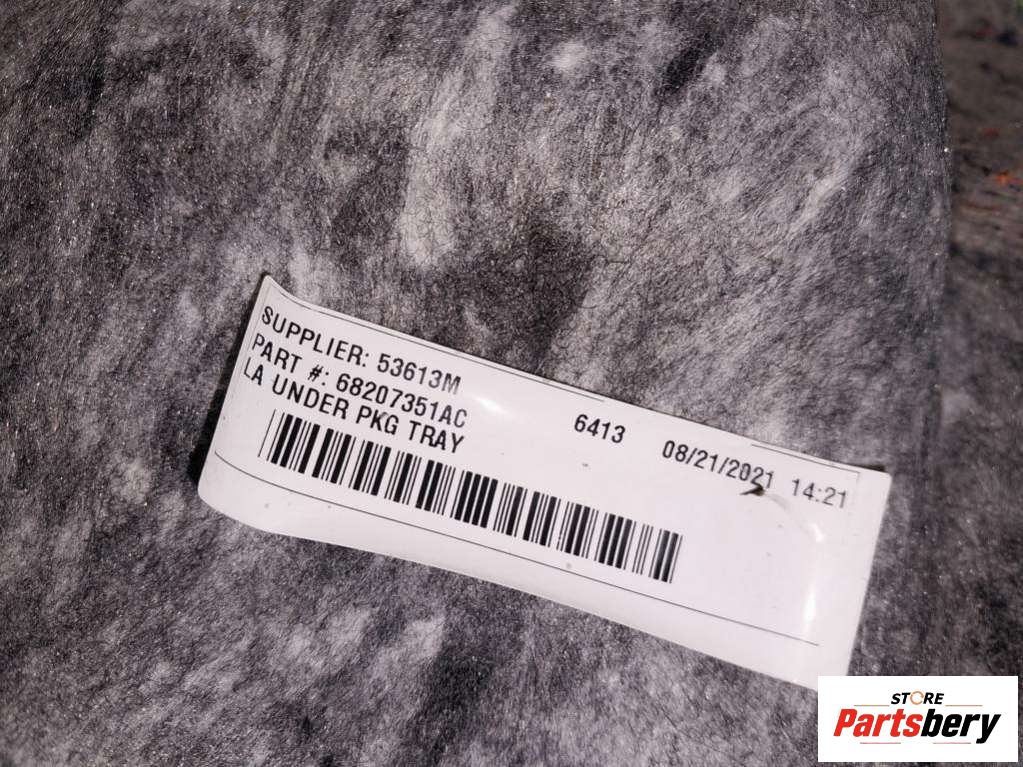 SUPPLIER: 53613M
PART #: 68207351AC
LA UNDER PKG TRAY
6413 08/21/2021 14:21
STORE
Partsbery